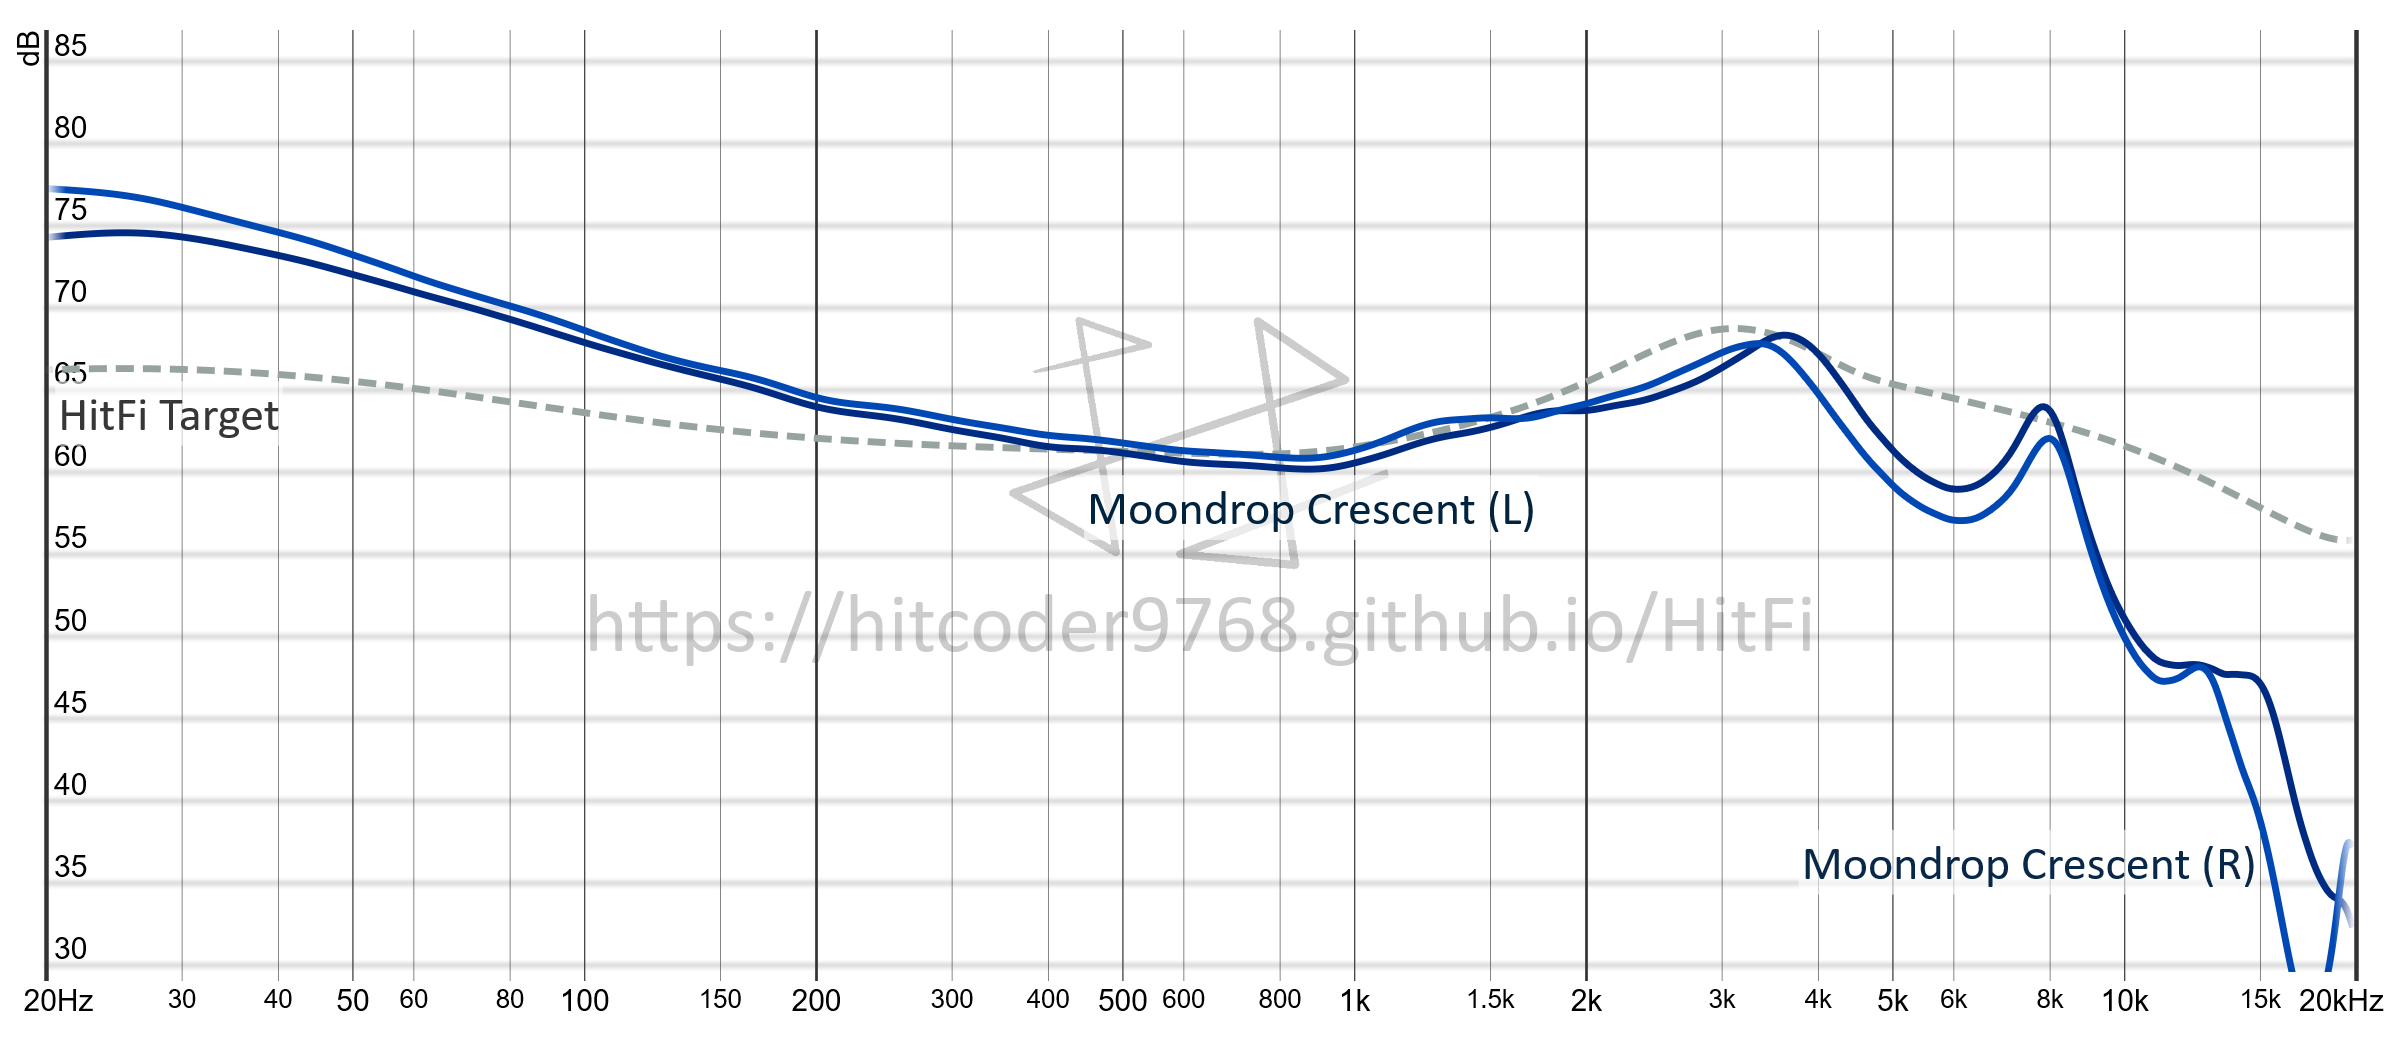 dB
85
80
75
70
65
HitFi Target
60
Moondrop Crescent (L)
55
https://hitcoder9768.github.io/HitFi
50
45
40
Moondrop Crescent (R)
35
30
20Hz 30 40 50 60 80 100 150 200 300 400 500 600 800 1k 1.5k 2k 3k 4k 5k 6k 8k 10k 15k 20kHz